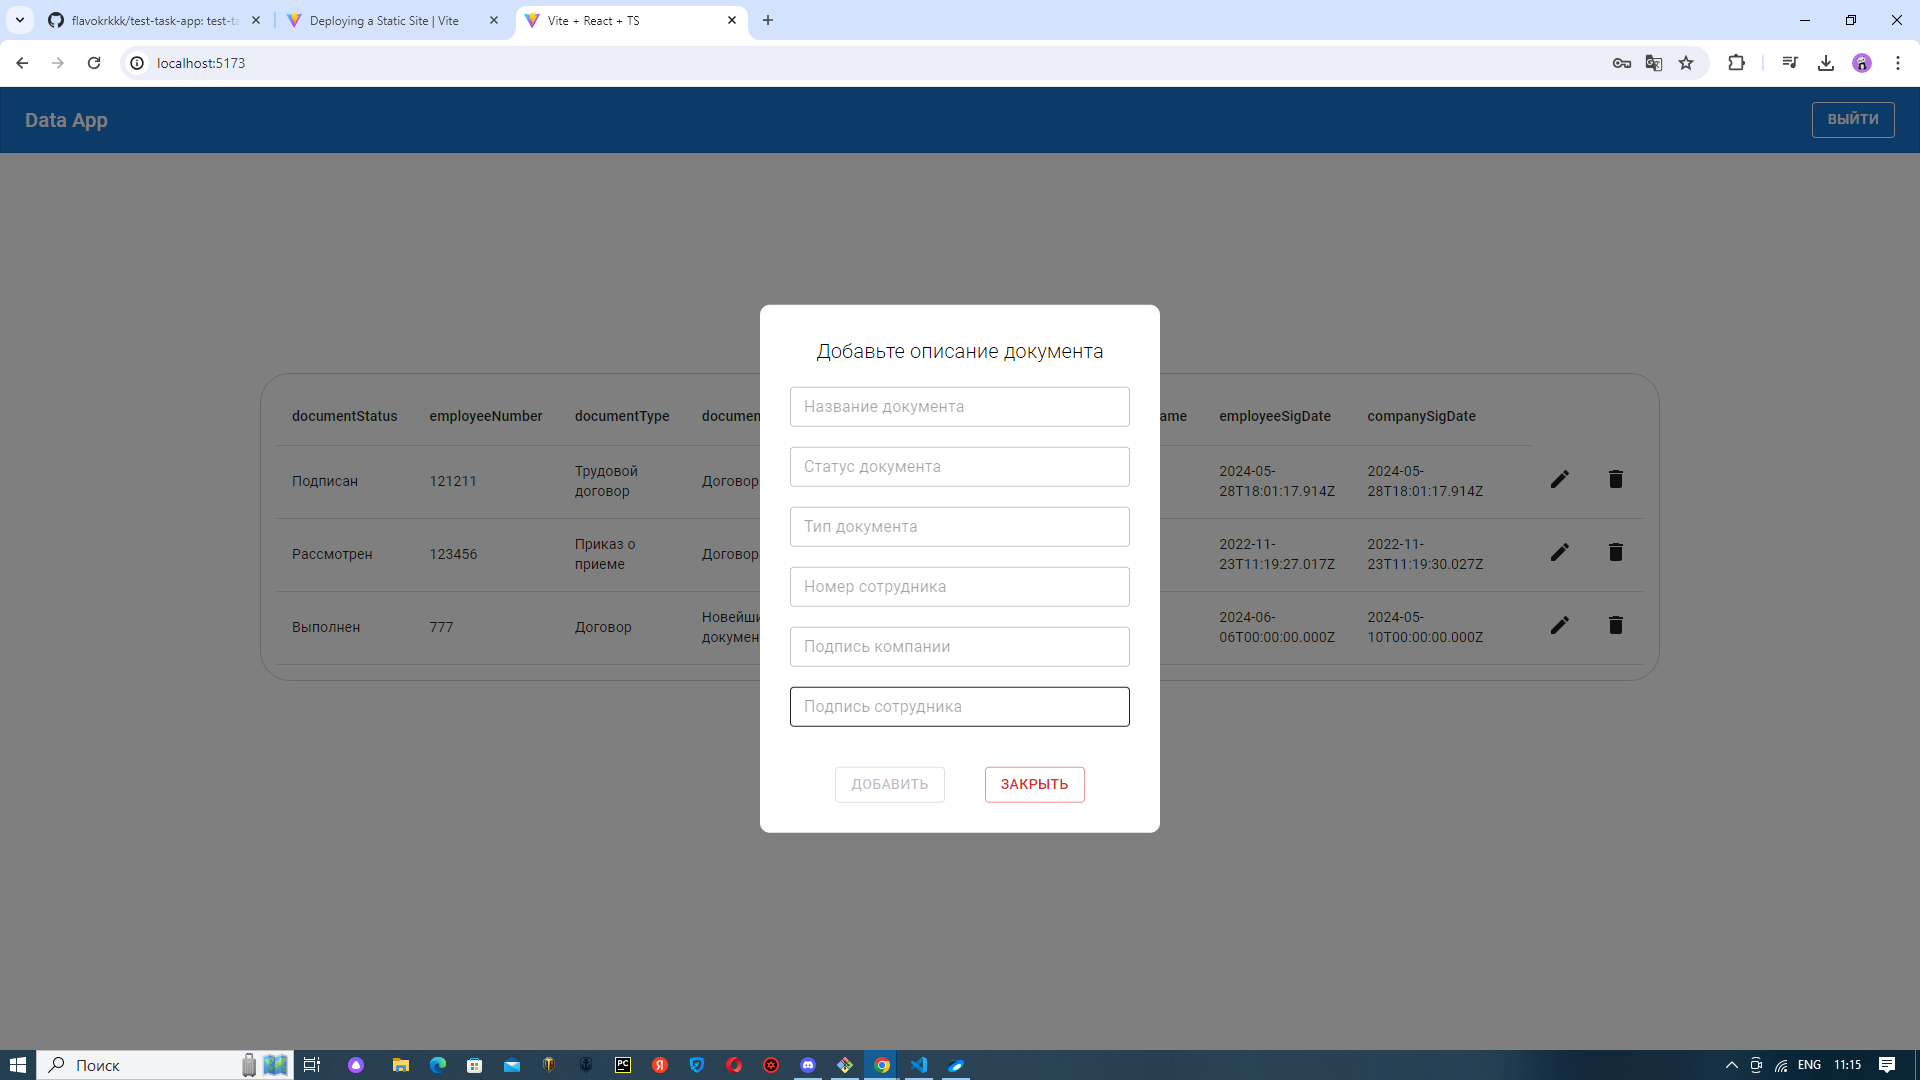 flavokrkkk/test-task-app: test-ta
Deploying a Static Site | Vite
Vite + React + TS
localhost:5173
Data App
ВЫЙТИ
Добавьте описание документа
Название документа
Статус документа
Тип документа
Номер сотрудника
Подпись компании
Подпись сотрудника
ДОБАВИТЬ
ЗАКРЫТЬ
documentStatus employeeNumber documentType documen ame employeeSigDate companySigDate
Подписан 121211 Трудовой договор Договор 2024-05-28T18:01:17.914Z 2024-05-28T18:01:17.914Z
Рассмотрен 123456 Приказ о приеме Договор 2022-11-23T11:19:27.017Z 2022-11-23T11:19:30.027Z
Выполнен 777 Договор Новейши докумен 2024-06-06T00:00:00.000Z 2024-05-10T00:00:00.000Z
Поиск
PC
Я
ENG
11:15